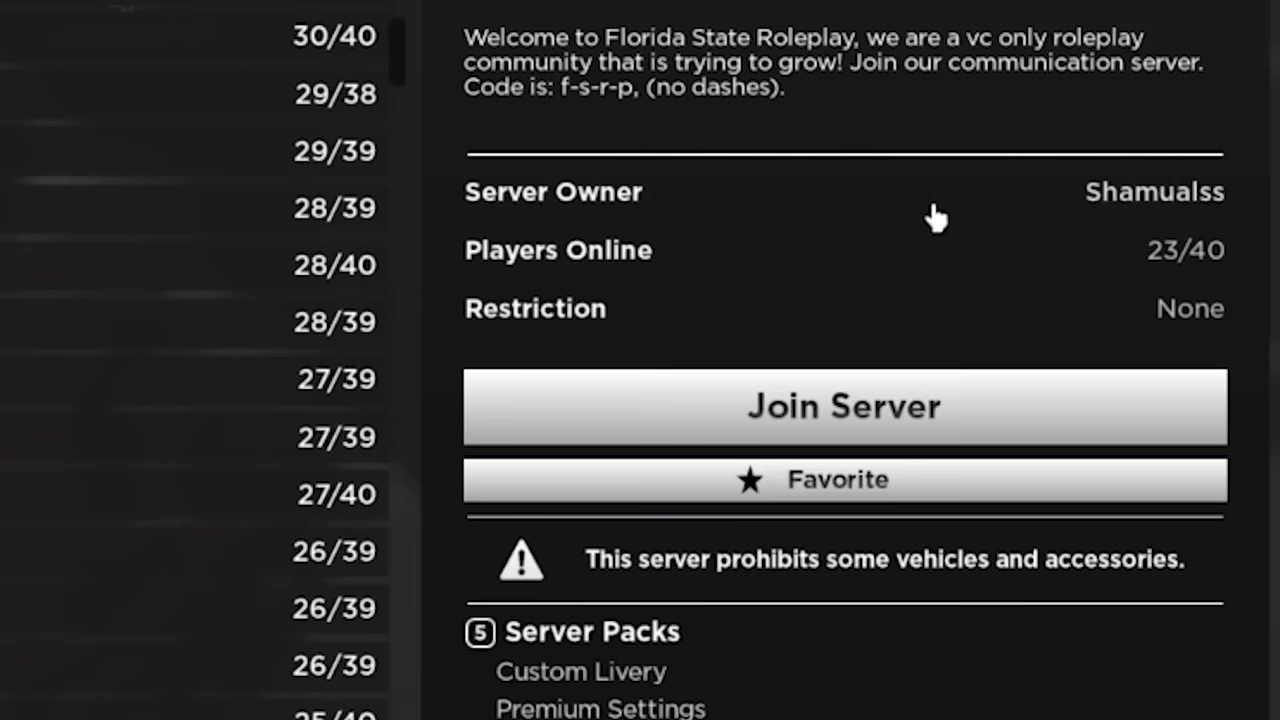 30/40
29/38
29/39
28/39
28/40
28/39
27/39
27/39
27/40
26/39
26/39
26/39
25/40
Welcome to Florida State Roleplay, we are a vc only roleplay
community that is trying to grow! Join our communication server.
Code is: f-s-r-p, (no dashes).
Server Owner Shamualss
Players Online 23/40
Restriction None
Join Server
★ Favorite
This server prohibits some vehicles and accessories.
5 Server Packs
Custom Livery
Premium Settings